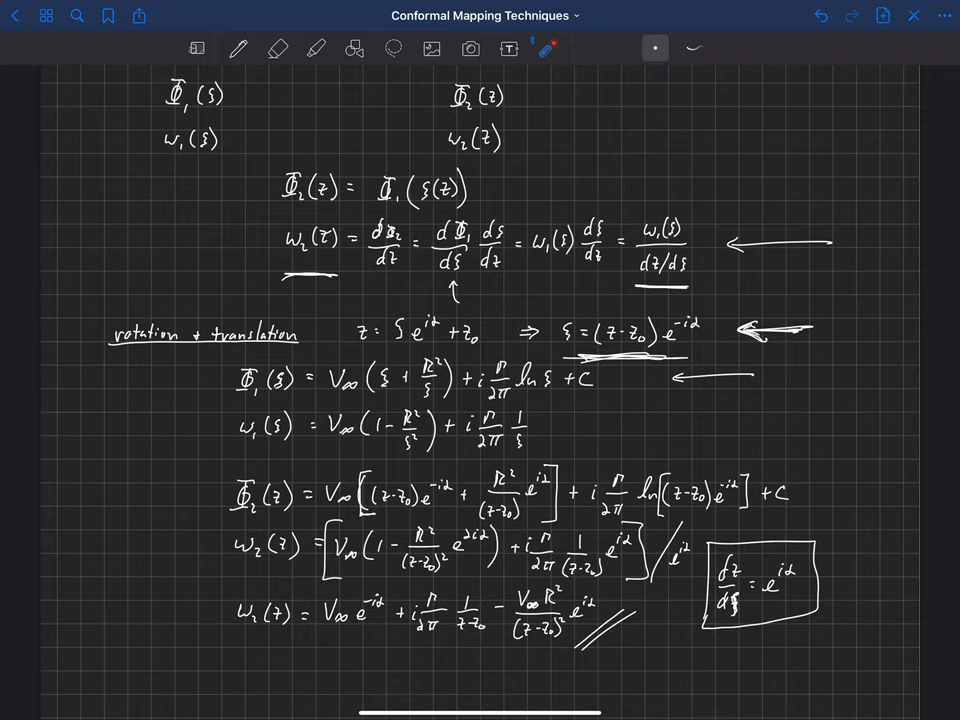 Conformal Mapping Techniques
Φ₁(ξ) Φ₂(z)
w₁(ξ) w₂(z)
Φ₂(z) = Φ₁(ξ(z))
w₂(z) = dΦ₂/dz = dΦ₁/dξ dξ/dz = w₁(ξ) dξ/dz = w₁(ξ)/(dz/dξ)
rotation + translation z = ξe^{iα} + z₀ ⇒ ξ = (z-z₀)e^{-iα}
Φ₁(ξ) = V∞(ξ + R²/ξ) + i Γ/2π ln ξ + C
w₁(ξ) = V∞(1 - R²/ξ²) + i Γ/2π 1/ξ
Φ₂(z) = V∞[(z-z₀)e^{-iα} + R²/(z-z₀) e^{iα}] + i Γ/2π ln[(z-z₀)e^{-iα}] + C
w₂(z) = [V∞(1 - R²/(z-z₀)² e^{2iα}) + i Γ/2π 1/(z-z₀) e^{iα}] / e^{iα}
dz/dξ = e^{iα}
w₂(z) = V∞ e^{-iα} + i Γ/2π 1/(z-z₀) - V∞R²/(z-z₀)² e^{iα}